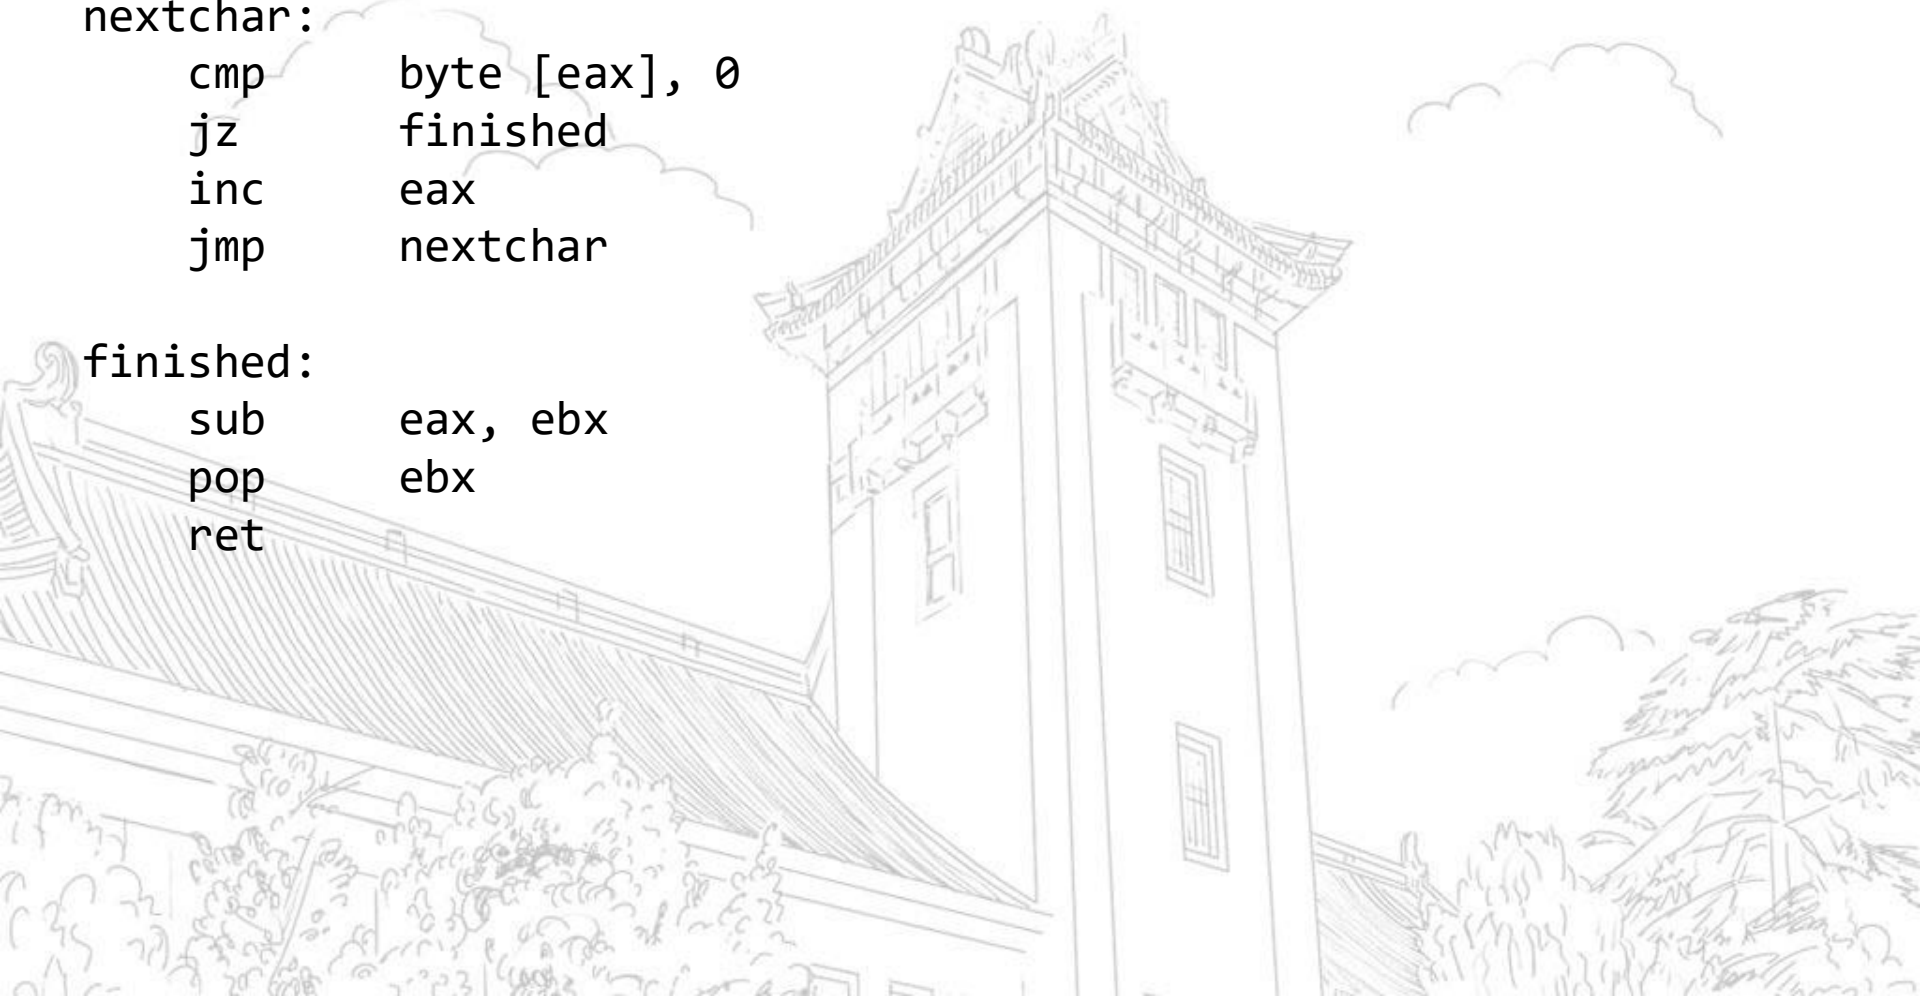 nextchar:
cmp byte [eax], 0
jz finished
inc eax
jmp nextchar
finished:
sub eax, ebx
pop ebx
ret